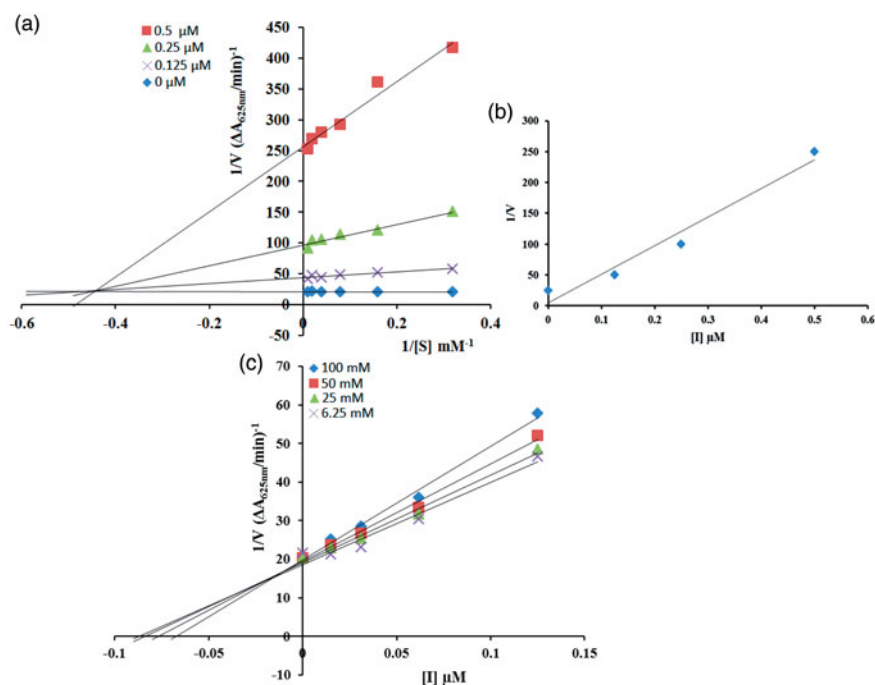 (a)
0.5 µM
0.25 µM
0.125 µM
0 µM
1/V (ΔA625nm/min)-1
450
400
350
300
250
200
150
100
50
0
-50
-0.6
-0.4
-0.2
0
0.2
0.4
1/[S] mM-1
(b)
1/V
300
250
200
150
100
50
0
0
0.1
0.2
0.3
0.4
0.5
0.6
[I] µM
(c)
100 mM
50 mM
25 mM
6.25 mM
1/V (ΔA625nm/min)-1
70
60
50
40
30
20
10
0
-10
-0.1
-0.05
0
0.05
0.1
0.15
[I] µM